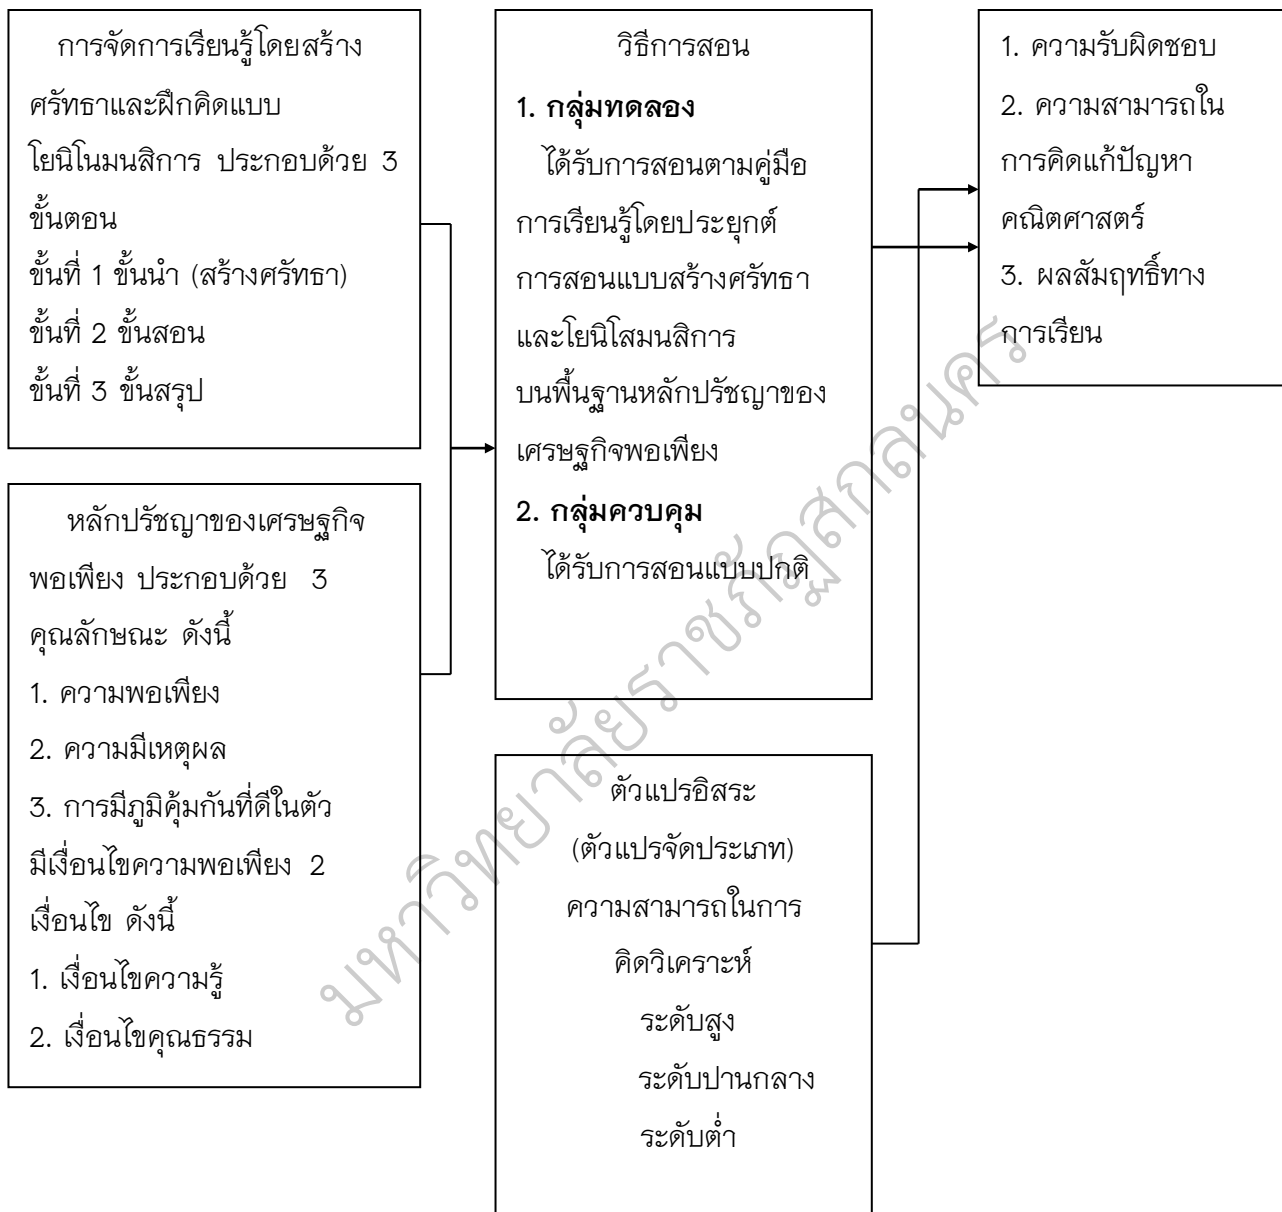 การจัดการเรียนรู้โดยสร้าง
ศรัทธาและฝึกคิดแบบ
โยนิโนมนสิการ ประกอบด้วย 3
ขั้นตอน
ขั้นที่ 1 ขั้นนำ (สร้างศรัทธา)
ขั้นที่ 2 ขั้นสอน
ขั้นที่ 3 ขั้นสรุป
หลักปรัชญาของเศรษฐกิจ
พอเพียง ประกอบด้วย 3
คุณลักษณะ ดังนี้
1. ความพอเพียง
2. ความมีเหตุผล
3. การมีภูมิคุ้มกันที่ดีในตัว
มีเงื่อนไขความพอเพียง 2
เงื่อนไข ดังนี้
1. เงื่อนไขความรู้
2. เงื่อนไขคุณธรรม
วิธีการสอน
1. กลุ่มทดลอง
ได้รับการสอนตามคู่มือ
การเรียนรู้โดยประยุกต์
การสอนแบบสร้างศรัทธา
และโยนิโสมนสิการ
บนพื้นฐานหลักปรัชญาของ
เศรษฐกิจพอเพียง
2. กลุ่มควบคุม
ได้รับการสอนแบบปกติ
ตัวแปรอิสระ
(ตัวแปรจัดประเภท)
ความสามารถในการ
คิดวิเคราะห์
ระดับสูง
ระดับปานกลาง
ระดับต่ำ
1. ความรับผิดชอบ
2. ความสามารถใน
การคิดแก้ปัญหา
คณิตศาสตร์
3. ผลสัมฤทธิ์ทาง
การเรียน
มหาวิทยาลัยราชภัฏสกลนคร